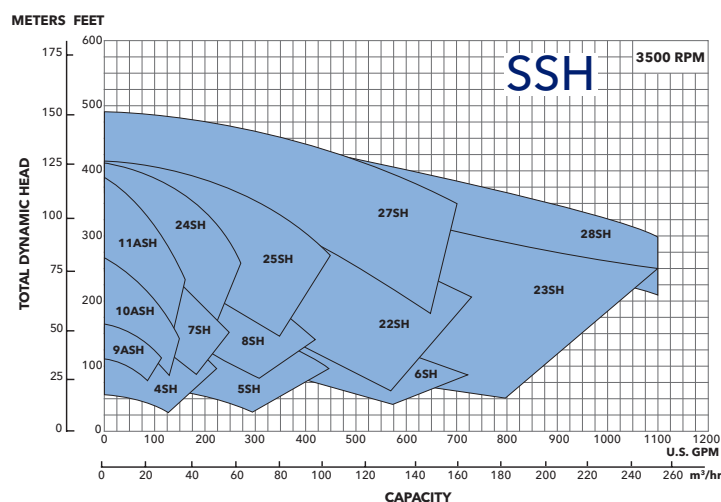 METERS FEET
SSH
3500 RPM
600
175
500
150
400
125
300
100
200
75
100
50
25
0
0
TOTAL DYNAMIC HEAD
27SH
24SH
28SH
11ASH
25SH
23SH
10ASH
7SH
22SH
8SH
9ASH
6SH
4SH
5SH
0 100 200 300 400 500 600 700 800 900 1000 1100 1200
U.S. GPM
0 20 40 60 80 100 120 140 160 180 200 220 240 260 m³/hr
CAPACITY